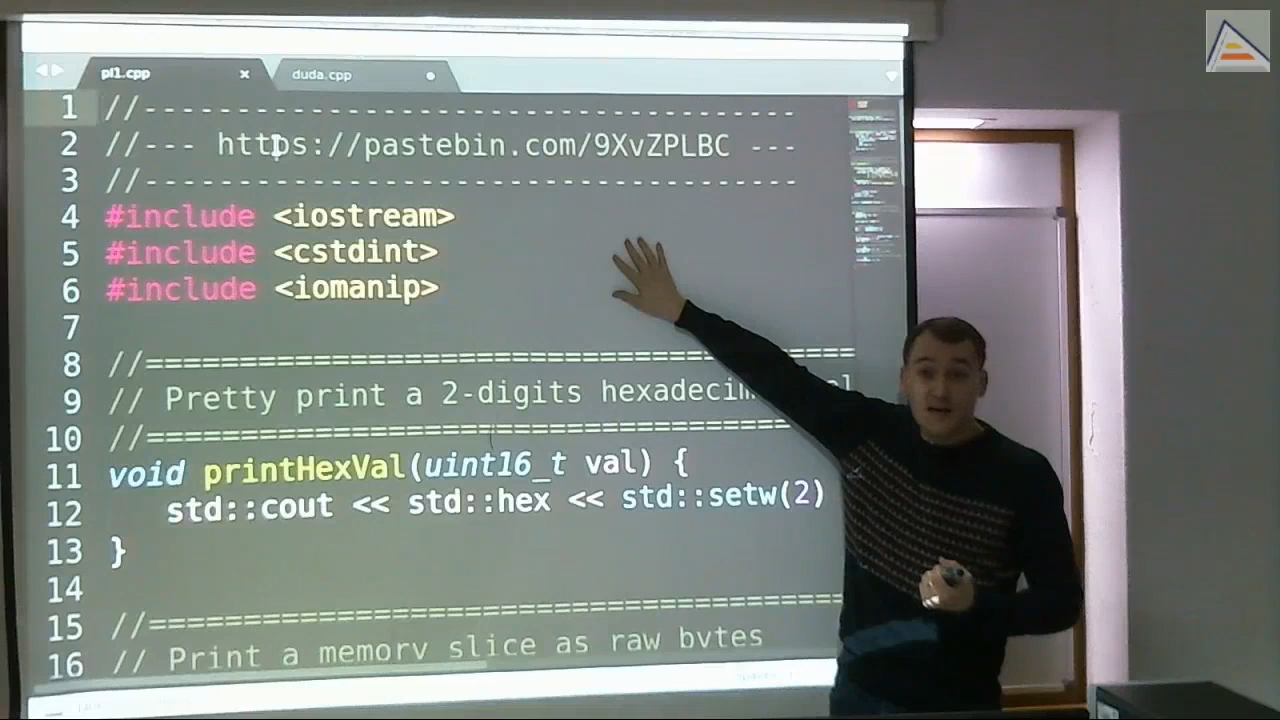 pl1.cpp x duda.cpp
1 //-----------------------------------
2 //--- https://pastebin.com/9XvZPLBC ---
3 //-----------------------------------
4 #include <iostream>
5 #include <cstdint>
6 #include <iomanip>
7
8 //======================================
9 // Pretty print a 2-digits
10 //===================================
11 void printHexVal(uint16_t val) {
12 std::cout << std::hex << std::setw(2)
13 }
14
15 //======================================
16 // Print a memory slice as raw bytes